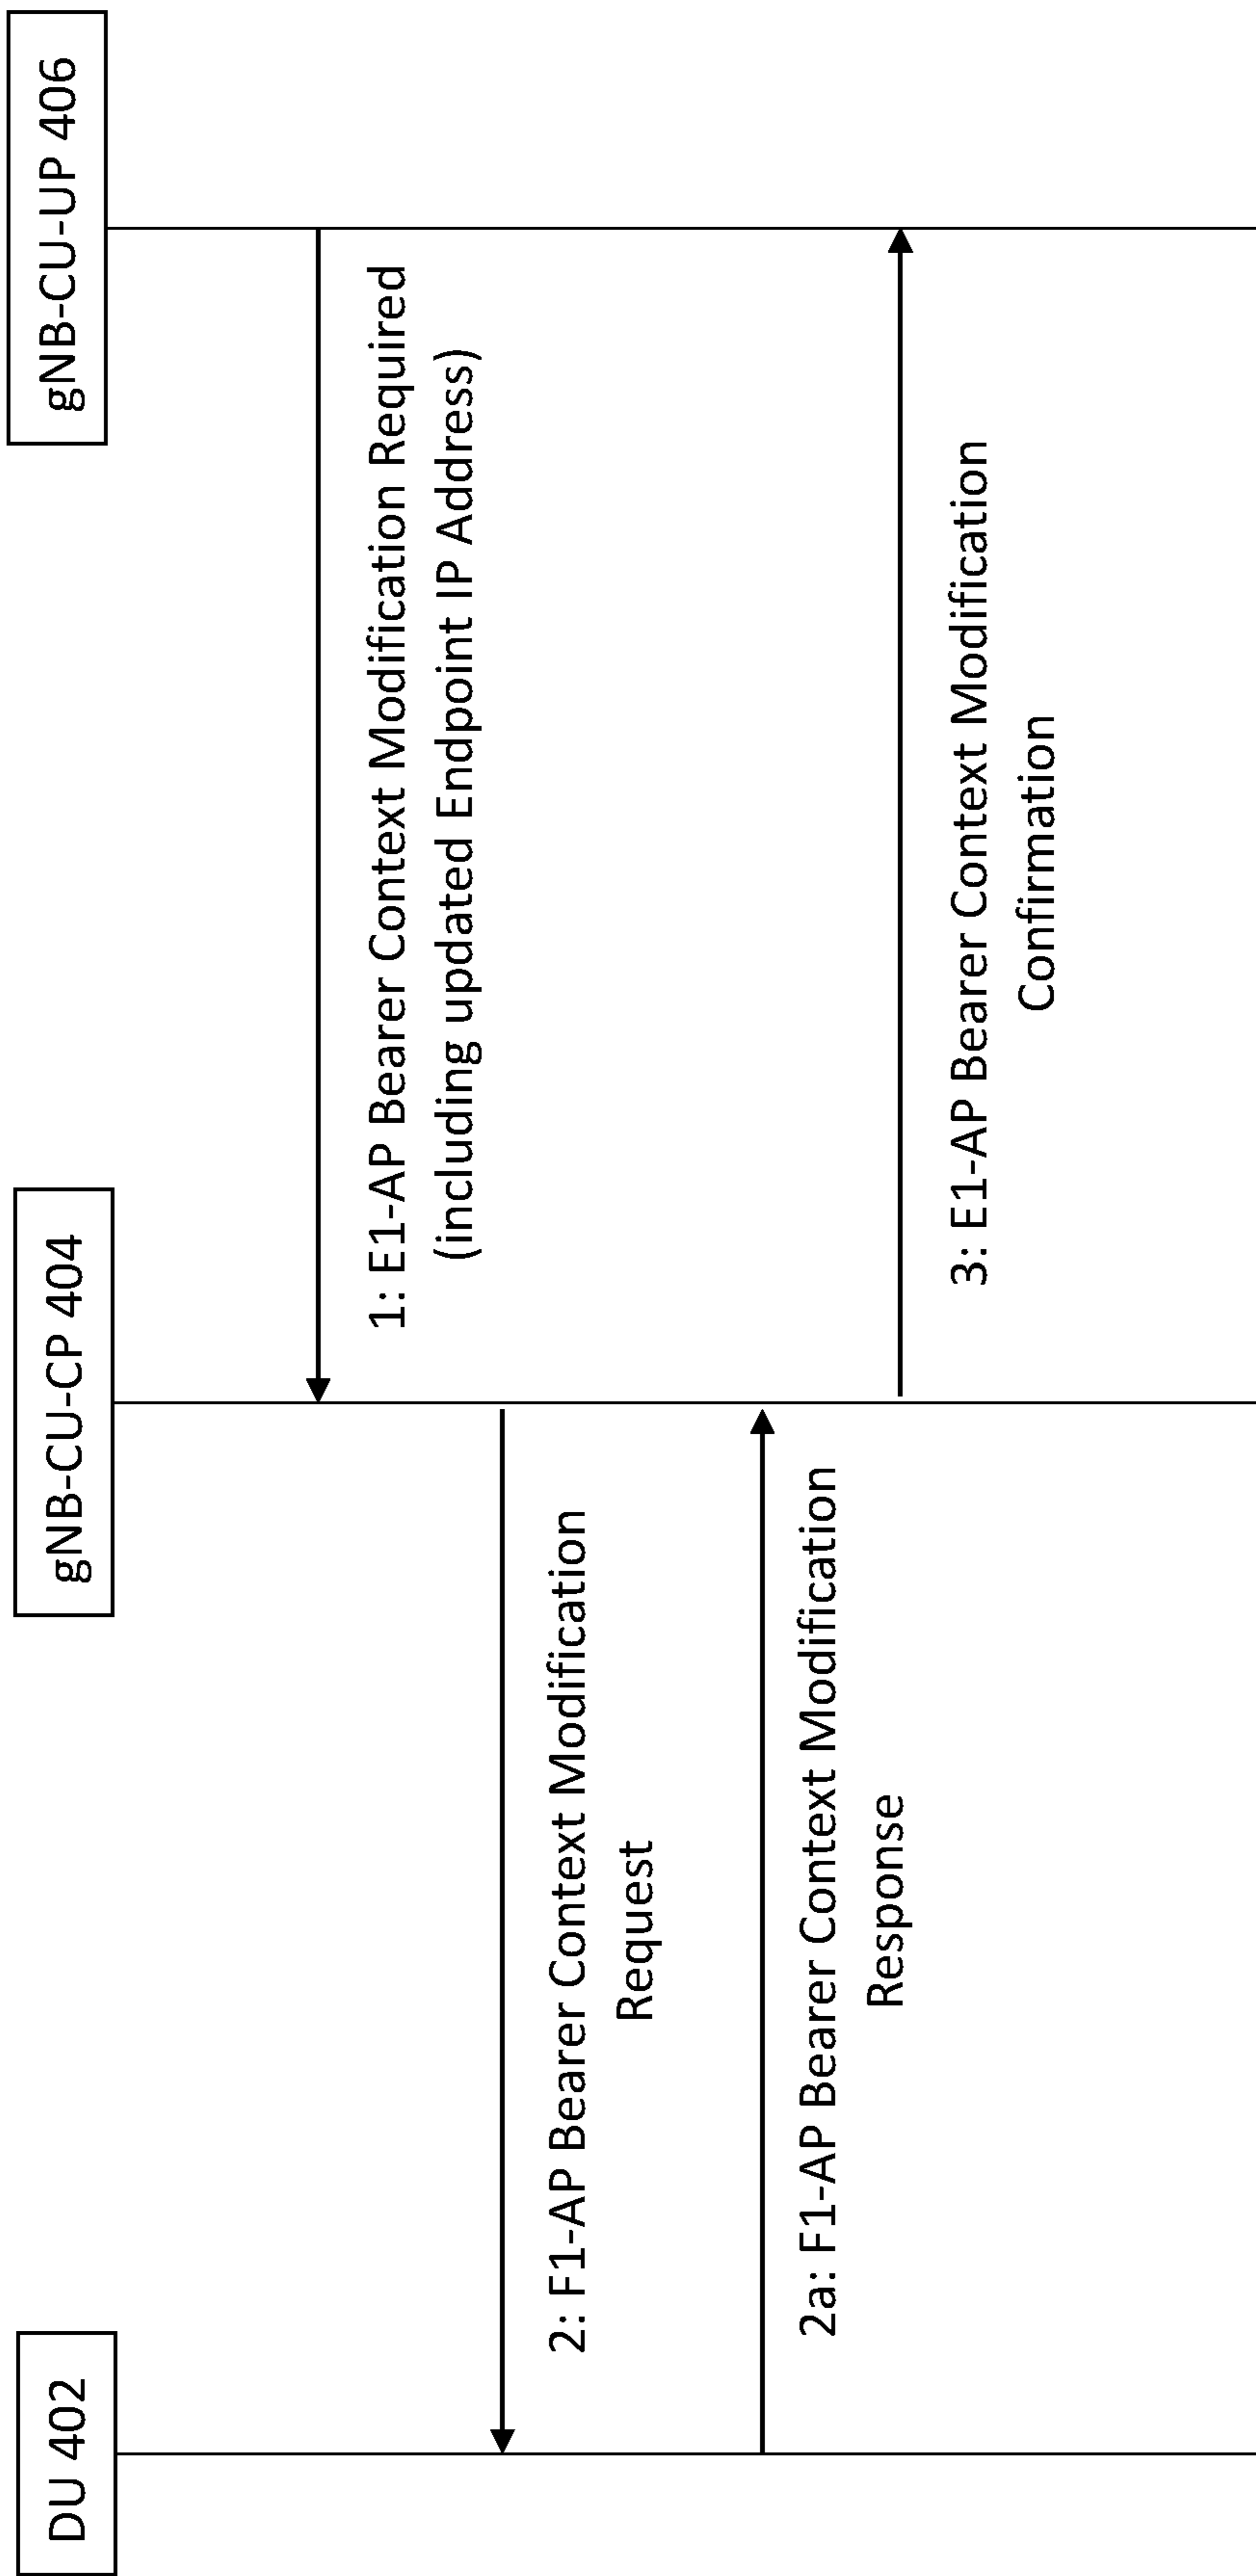 DU 402
gNB-CU-CP 404
gNB-CU-UP 406
1: E1-AP Bearer Context Modification Required
(including updated Endpoint IP Address)
2: F1-AP Bearer Context Modification
Request
2a: F1-AP Bearer Context Modification
Response
3: E1-AP Bearer Context Modification
Confirmation